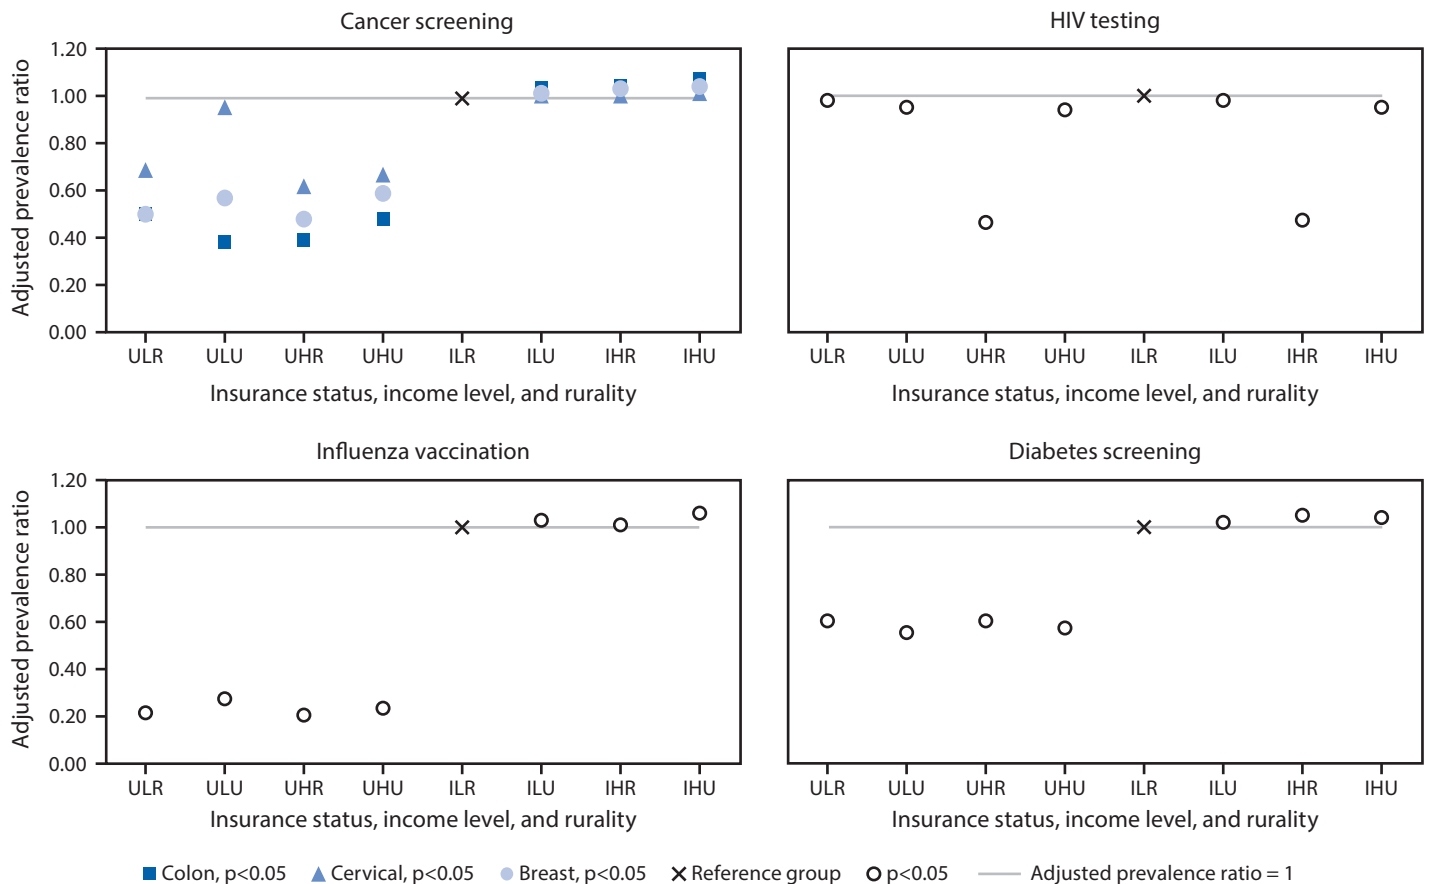 Cancer screening
HIV testing
Adjusted prevalence ratio
1.20
1.00
0.80
0.60
0.40
0.20
0.00
ULR ULU UHR UHU ILR ILU IHR IHU
ULR ULU UHR UHU ILR ILU IHR IHU
Insurance status, income level, and rurality
Insurance status, income level, and rurality
Influenza vaccination
Diabetes screening
Adjusted prevalence ratio
1.20
1.00
0.80
0.60
0.40
0.20
0.00
ULR ULU UHR UHU ILR ILU IHR IHU
ULR ULU UHR UHU ILR ILU IHR IHU
Insurance status, income level, and rurality
Insurance status, income level, and rurality
Colon, p<0.05 Cervical, p<0.05 Breast, p<0.05 Reference group p<0.05 Adjusted prevalence ratio = 1